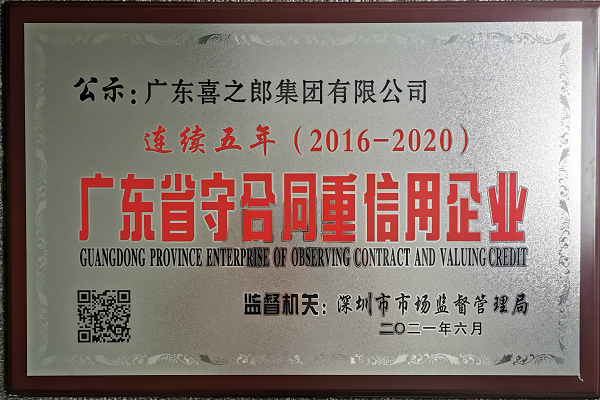 公示：广东喜之郎集团有限公司
连续五年（2016-2020）
广东省守合同重信用企业
GUANGDONG PROVINCE ENTERPRISE OF OBSERVING CONTRACT AND VALUING CREDIT
监督机关：深圳市市场监督管理局
二〇二一年六月